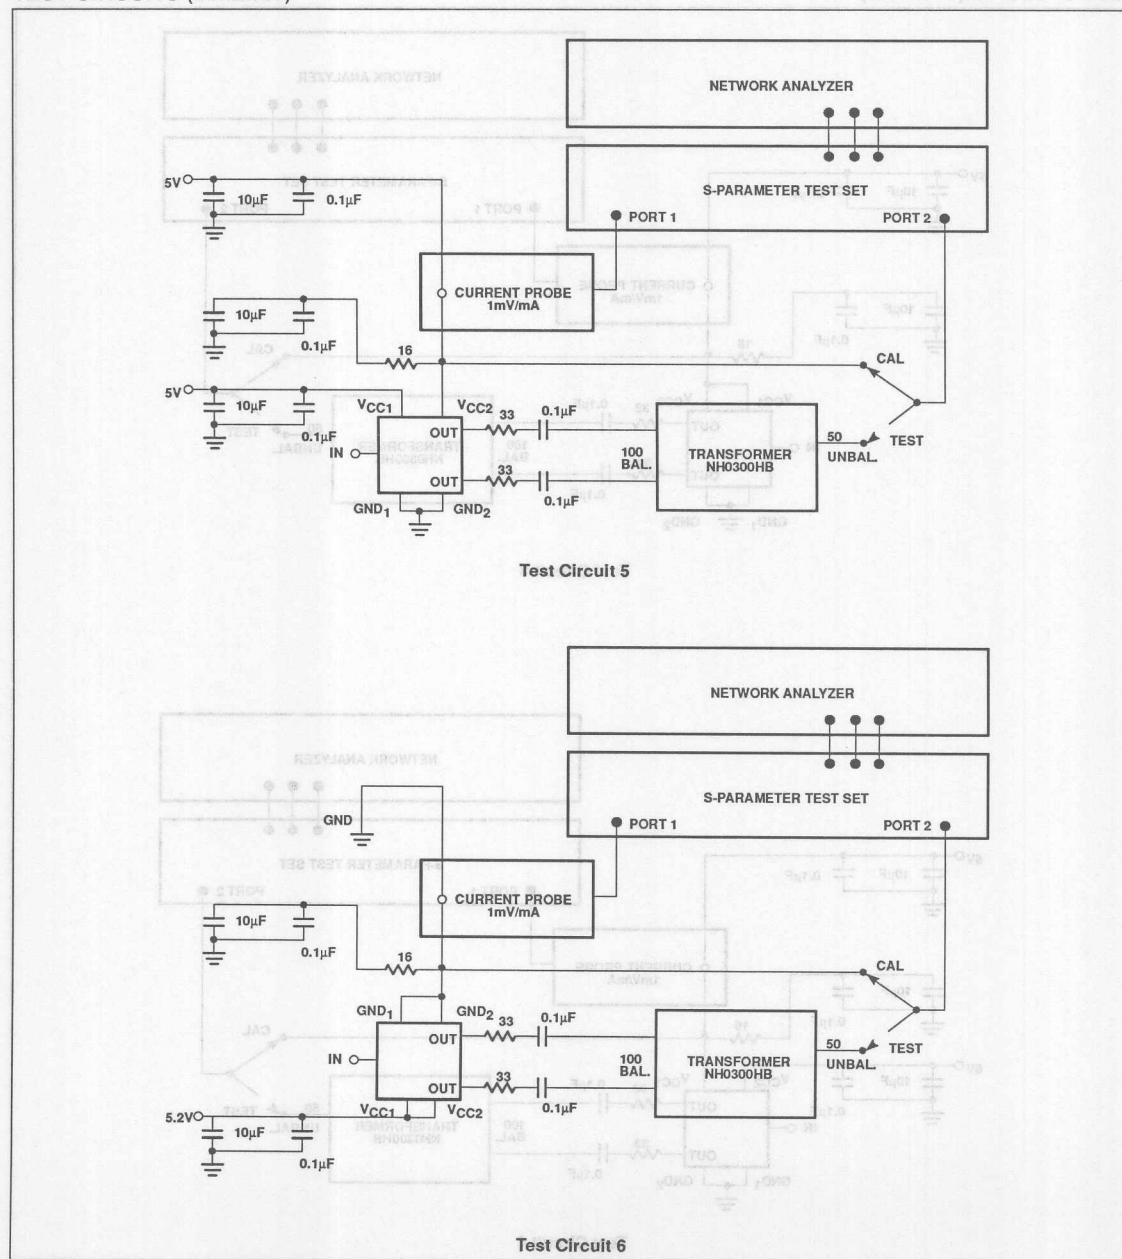 NETWORK ANALYZER
S-PARAMETER TEST SET
PORT 1
PORT 2
5V
10µF
0.1µF
CURRENT PROBE
1mV/mA
10µF
0.1µF
16
CAL
5V
10µF
0.1µF
VCC1
VCC2
33
0.1µF
OUT
IN
OUT
33
0.1µF
GND1
GND2
100
BAL.
TRANSFORMER
NH0300HB
50
UNBAL.
TEST
Test Circuit 5
NETWORK ANALYZER
S-PARAMETER TEST SET
PORT 1
PORT 2
GND
CURRENT PROBE
1mV/mA
10µF
0.1µF
16
CAL
GND1
GND2
33
0.1µF
OUT
IN
OUT
33
0.1µF
VCC1
VCC2
100
BAL.
TRANSFORMER
NH0300HB
50
UNBAL.
TEST
5.2V
10µF
0.1µF
Test Circuit 6